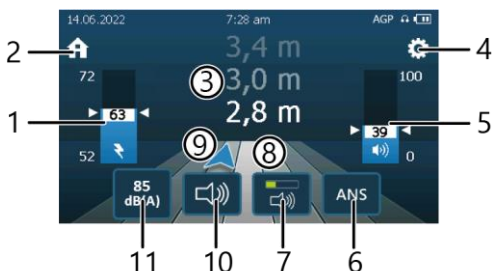 14.06.2022 7:28 am AGP
2 3,4 m 4
72 3 3,0 m 100
2,8 m
1 63 39 5
52 9 8 0
85 dB(A) ANS
11 10 7 6